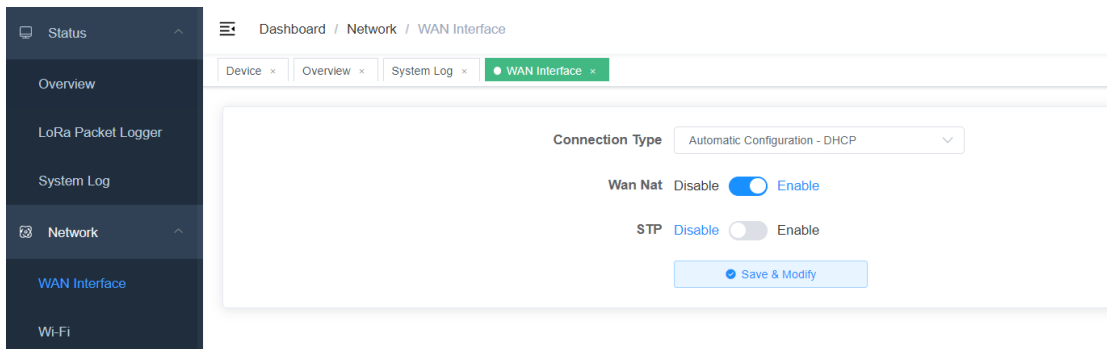 Status
Overview
LoRa Packet Logger
System Log
Network
WAN Interface
Wi-Fi
Dashboard / Network / WAN Interface
Device × Overview × System Log × WAN Interface ×
Connection Type Automatic Configuration - DHCP
Wan Nat Disable Enable
STP Disable Enable
Save & Modify